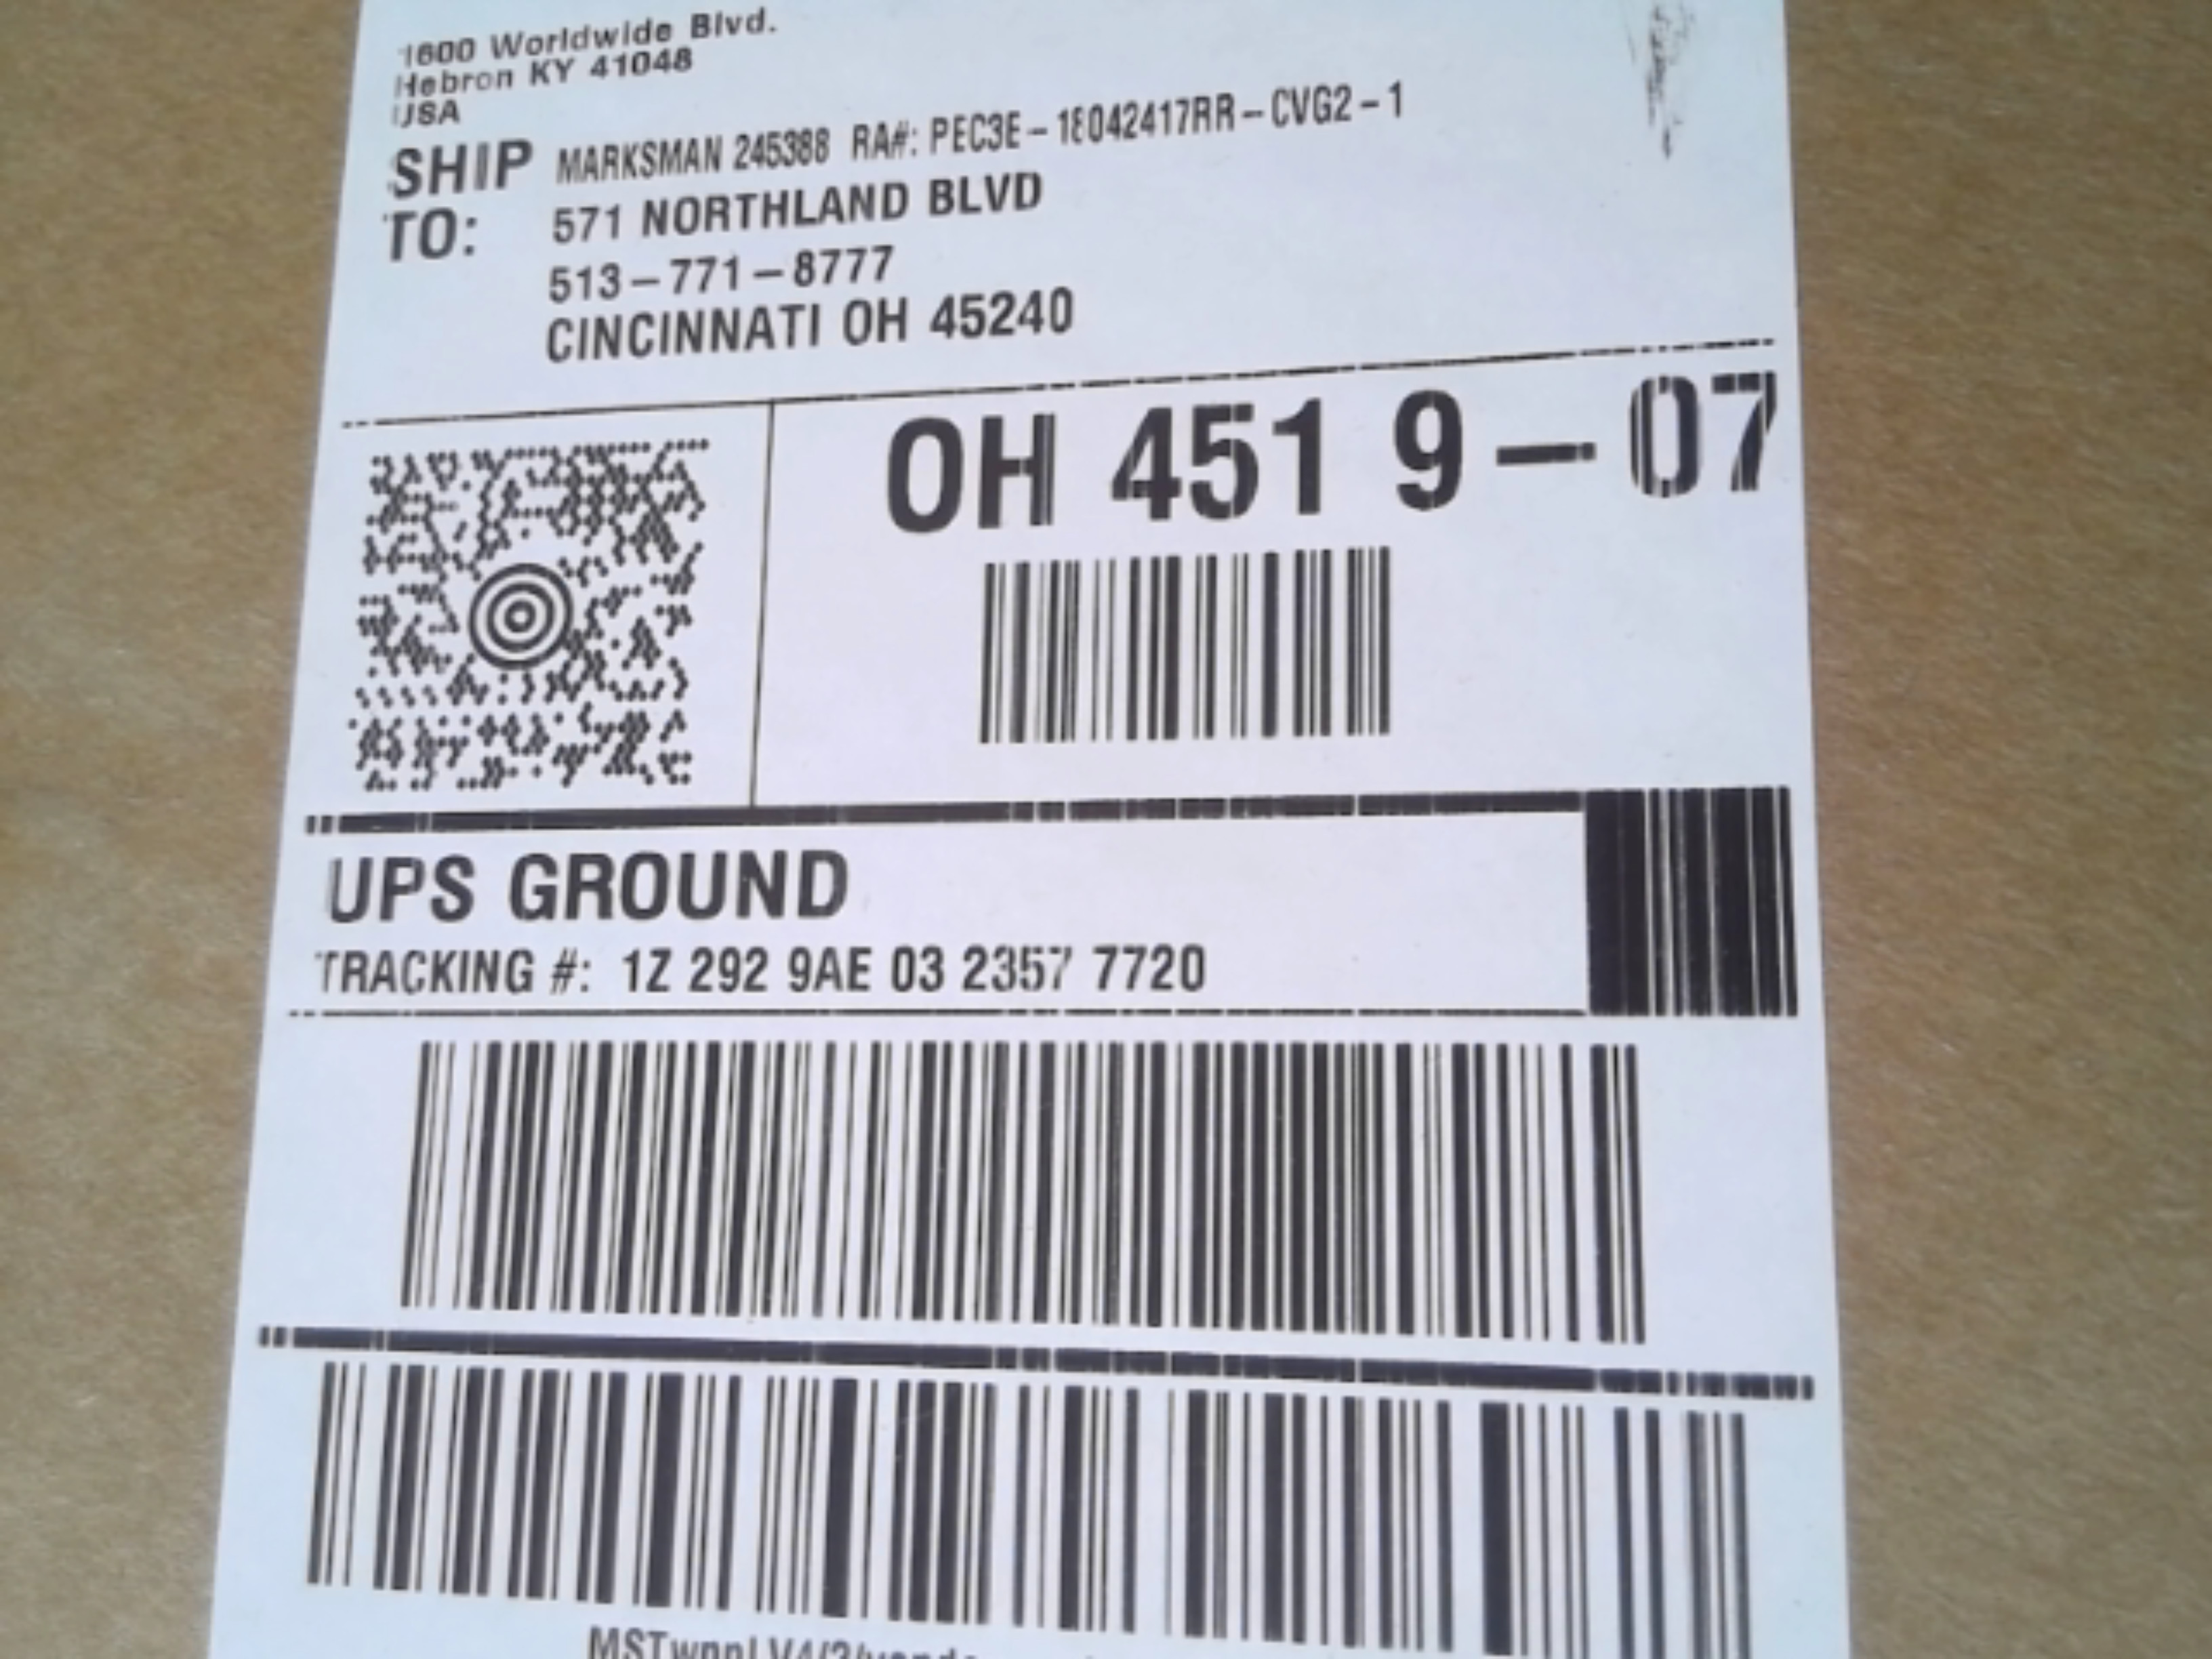 1600 Worldwide Blvd.
Hebron KY 41048
USA
SHIP TO:
MARKSMAN 245388 RA#: PEC3E-18042417RR-CVG2-1
571 NORTHLAND BLVD
513-771-8777
CINCINNATI OH 45240
OH 451 9-07
UPS GROUND
TRACKING #: 1Z 292 9AE 03 2357 7720